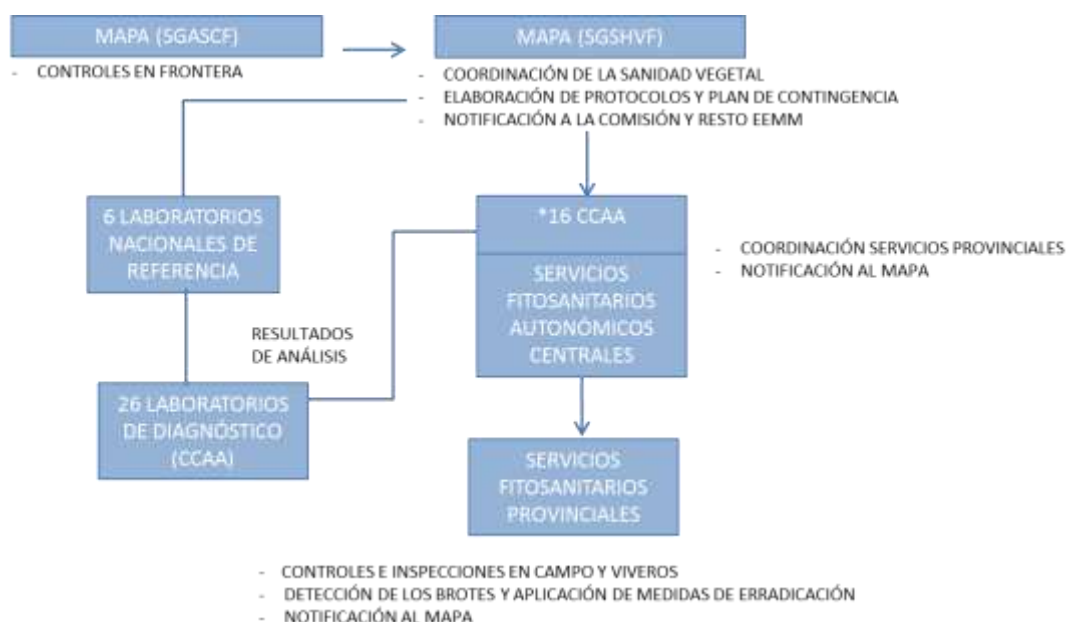 MAPA (SGASCF)
- CONTROLES EN FRONTERA
MAPA (SGSHVF)
- COORDINACIÓN DE LA SANIDAD VEGETAL
- ELABORACIÓN DE PROTOCOLOS Y PLAN DE CONTINGENCIA
- NOTIFICACIÓN A LA COMISIÓN Y RESTO EEMM
6 LABORATORIOS
NACIONALES DE
REFERENCIA
*16 CCAA
SERVICIOS
FITOSANITARIOS
AUTONÓMICOS
CENTRALES
- COORDINACIÓN SERVICIOS PROVINCIALES
- NOTIFICACIÓN AL MAPA
RESULTADOS
DE ANÁLISIS
26 LABORATORIOS
DE DIAGNÓSTICO
(CCAA)
SERVICIOS
FITOSANITARIOS
PROVINCIALES
- CONTROLES E INSPECCIONES EN CAMPO Y VIVEROS
- DETECCIÓN DE LOS BROTES Y APLICACIÓN DE MEDIDAS DE ERRADICACIÓN
- NOTIFICACIÓN AL MAPA